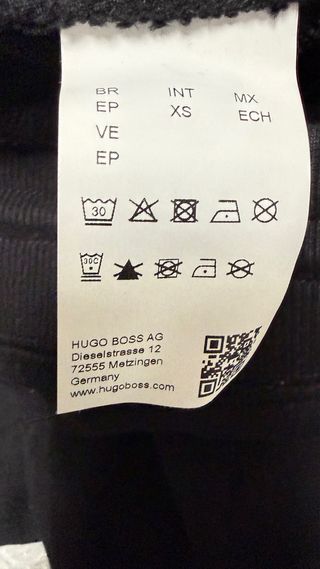 BR INT MX
EP XS ECH
VE
EP
30
30C
HUGO BOSS AG
Dieselstrasse 12
72555 Metzingen
Germany
www.hugoboss.com